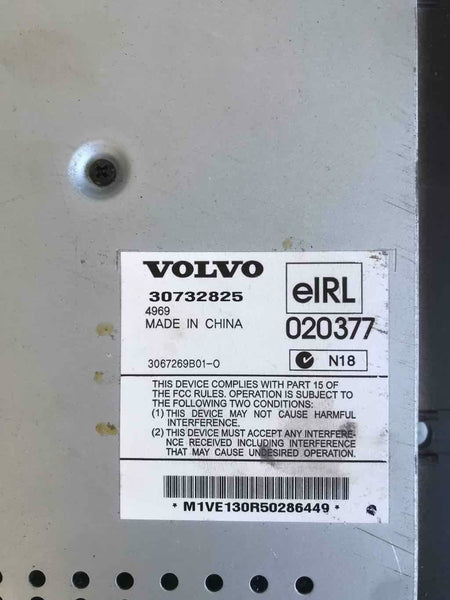 VOLVO
30732825
4969
MADE IN CHINA
3067269B01-O
eIRL
020377
N18
THIS DEVICE COMPLIES WITH PART 15 OF
THE FCC RULES. OPERATION IS SUBJECT TO
THE FOLLOWING TWO CONDITIONS:
(1) THIS DEVICE MAY NOT CAUSE HARMFUL
INTERFERENCE.
(2) THIS DEVICE MUST ACCEPT ANY INTERFERE-
NCE RECEIVED INCLUDING INTERFERENCE
THAT MAY CAUSE UNDESIRED OPERATION.
* M1VE130R50286449 *